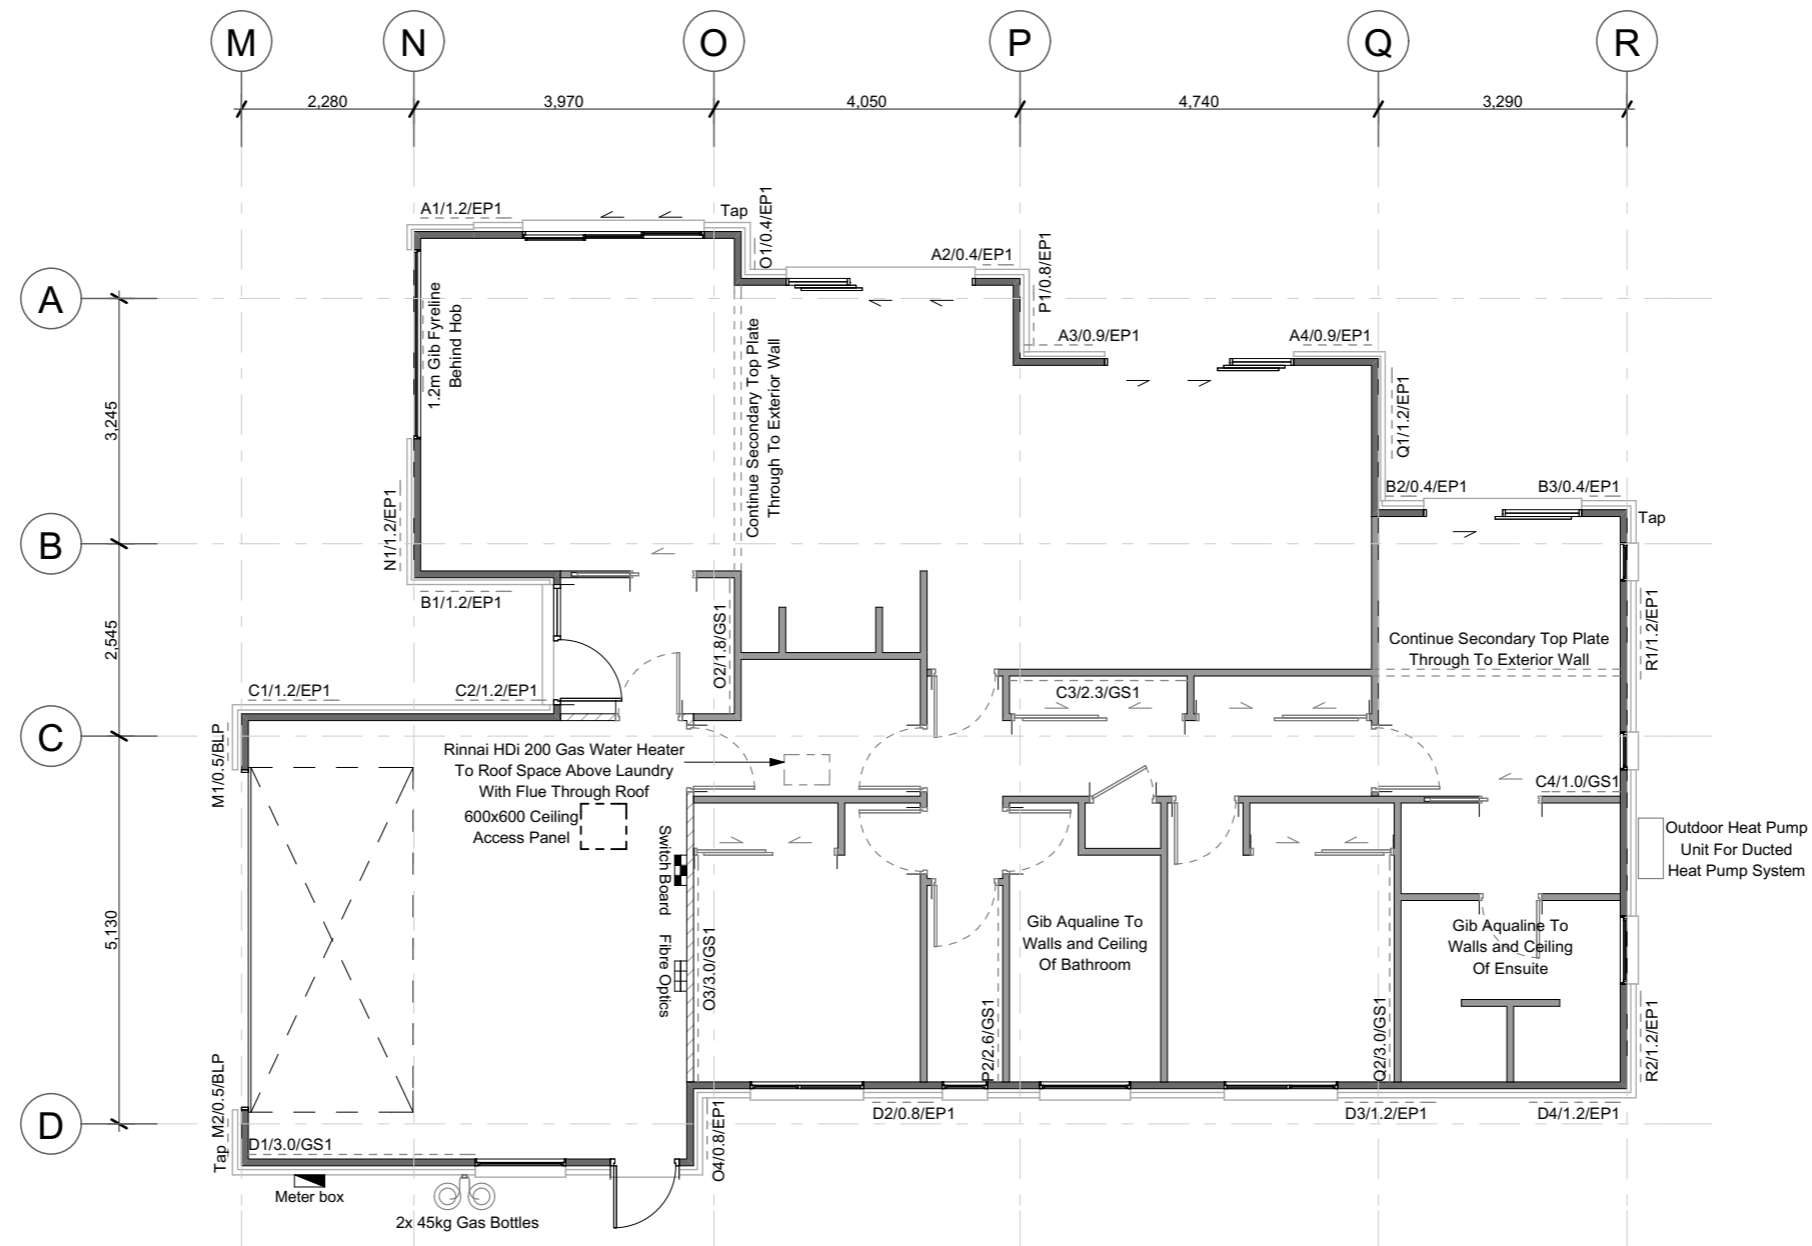 M
N
O
P
Q
R
2,280
3,970
4,050
4,740
3,290
A1/1.2/EP1
Tap
O1/0.4/EP1
A2/0.4/EP1
P1/0.8/EP1
A
A3/0.9/EP1
A4/0.9/EP1
1.2m Gib Fyreline
Behind Hob
Continue Secondary Top Plate
Through To Exterior Wall
Q1/1.2/EP1
3,245
B2/0.4/EP1
B3/0.4/EP1
Tap
N1/1.2/EP1
B
B1/1.2/EP1
O2/1.8/GS1
2,545
Continue Secondary Top Plate
Through To Exterior Wall
R1/1.2/EP1
C1/1.2/EP1
C2/1.2/EP1
C3/2.3/GS1
C
M1/0.5/BLP
Rinnai HDi 200 Gas Water Heater
To Roof Space Above Laundry
With Flue Through Roof
600x600 Ceiling
Access Panel
C4/1.0/GS1
Switch Board
Fibre Optics
Outdoor Heat Pump
Unit For Ducted
Heat Pump System
5,130
O3/3.0/GS1
Gib Aqualine To
Walls and Ceiling
Of Bathroom
Gib Aqualine To
Walls and Ceiling
Of Ensuite
P2/2.6/GS1
Q2/3.0/GS1
R2/1.2/EP1
D
Tap M2/0.5/BLP
D1/3.0/GS1
O4/0.8/EP1
D2/0.8/EP1
D3/1.2/EP1
D4/1.2/EP1
Meter box
2x 45kg Gas Bottles